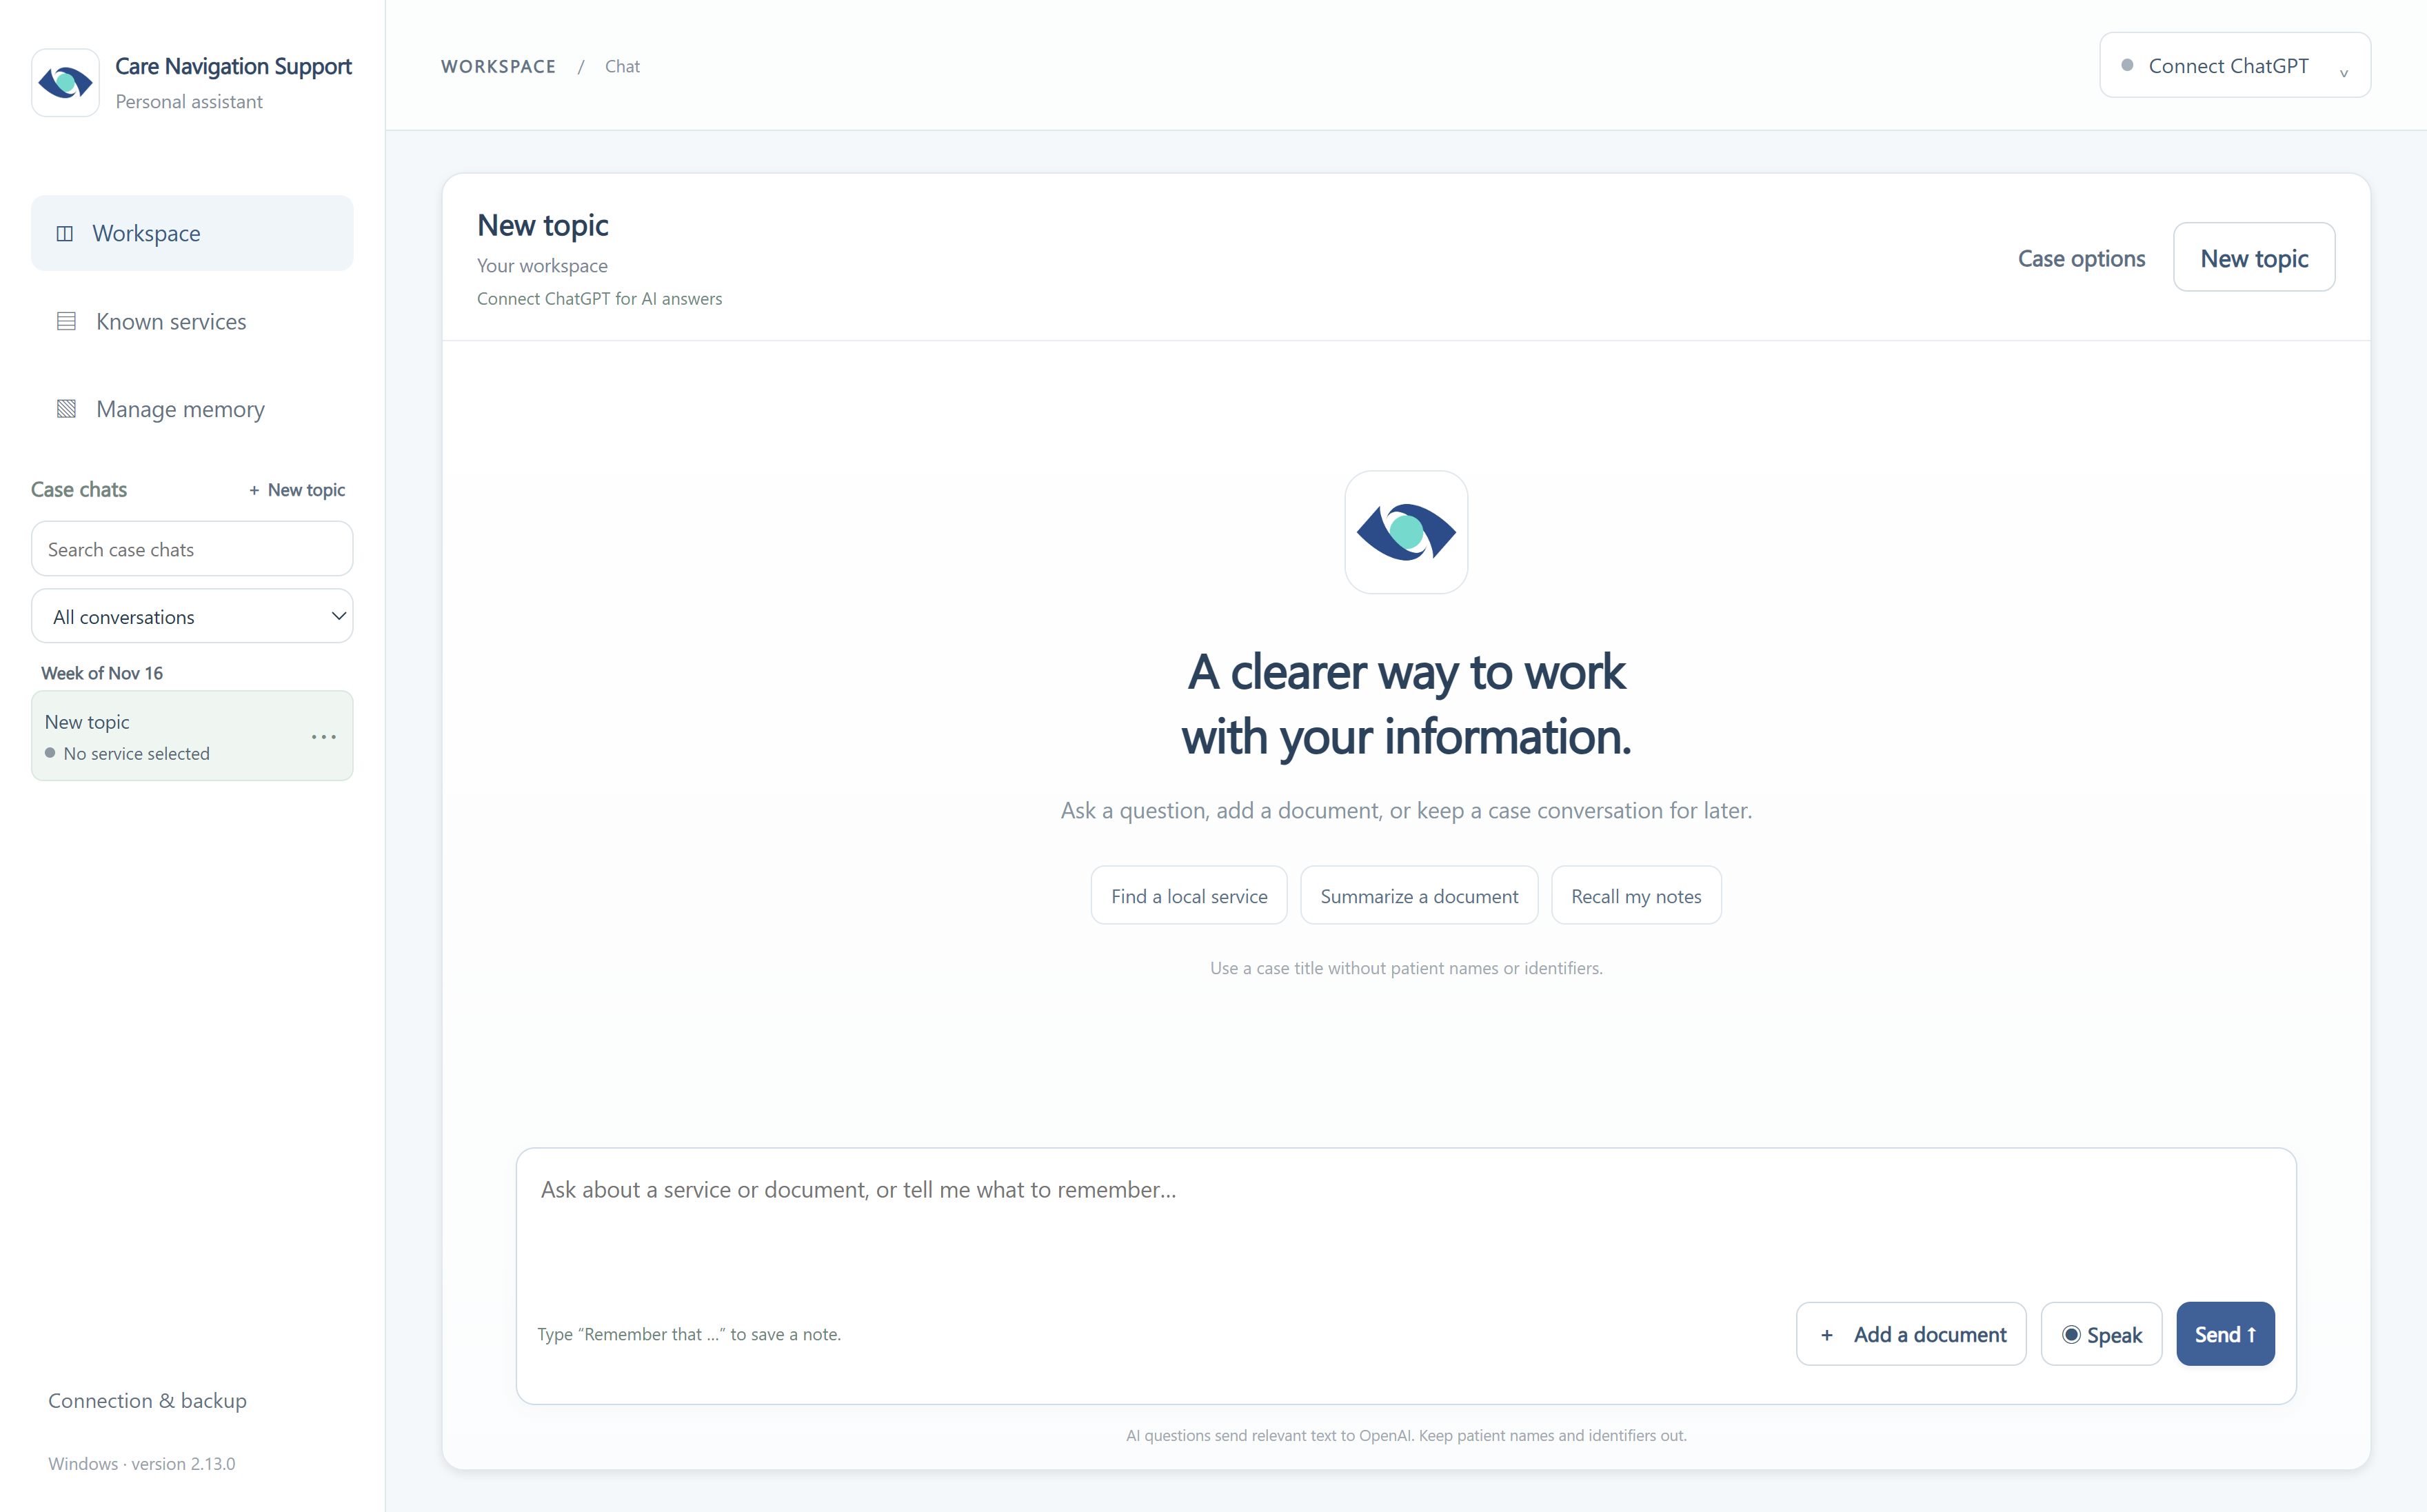 Care Navigation Support
Personal assistant
Workspace
Known services
Manage memory
Case chats
+ New topic
Search case chats
All conversations
Week of Nov 16
New topic
No service selected
Connection & backup
Windows · version 2.13.0
WORKSPACE / Chat
Connect ChatGPT
New topic
Your workspace
Connect ChatGPT for AI answers
Case options
New topic
A clearer way to work
with your information.
Ask a question, add a document, or keep a case conversation for later.
Find a local service
Summarize a document
Recall my notes
Use a case title without patient names or identifiers.
Ask about a service or document, or tell me what to remember...
Type “Remember that ...” to save a note.
+ Add a document
Speak
Send ↑
AI questions send relevant text to OpenAI. Keep patient names and identifiers out.